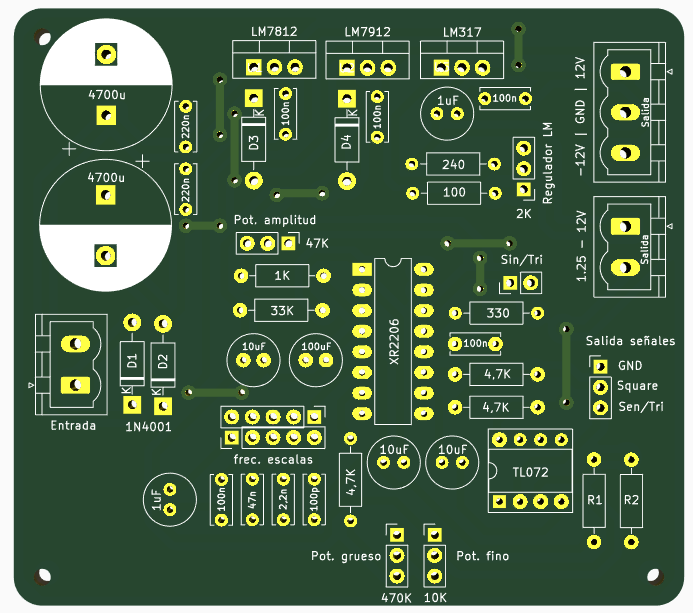 LM7812
LM7912
LM317
4700u
220n
K
D3
100n
K
D4
100n
1uF
100n
-12V | GND | 12V
Salida
4700u
220n
240
100
Regulador LM
2K
Pot. amplitud
47K
1K
33K
Sin/Tri
1.25 - 12V
Salida
10uF
100uF
XR2206
330
100n
4,7K
4,7K
Salida señales
GND
Square
Sen/Tri
D1
K
D2
K
Entrada
1N4001
frec. escalas
1uF
100n
47n
2,2n
100p
4,7K
10uF
10uF
TL072
R1
R2
Pot. grueso
470K
Pot. fino
10K